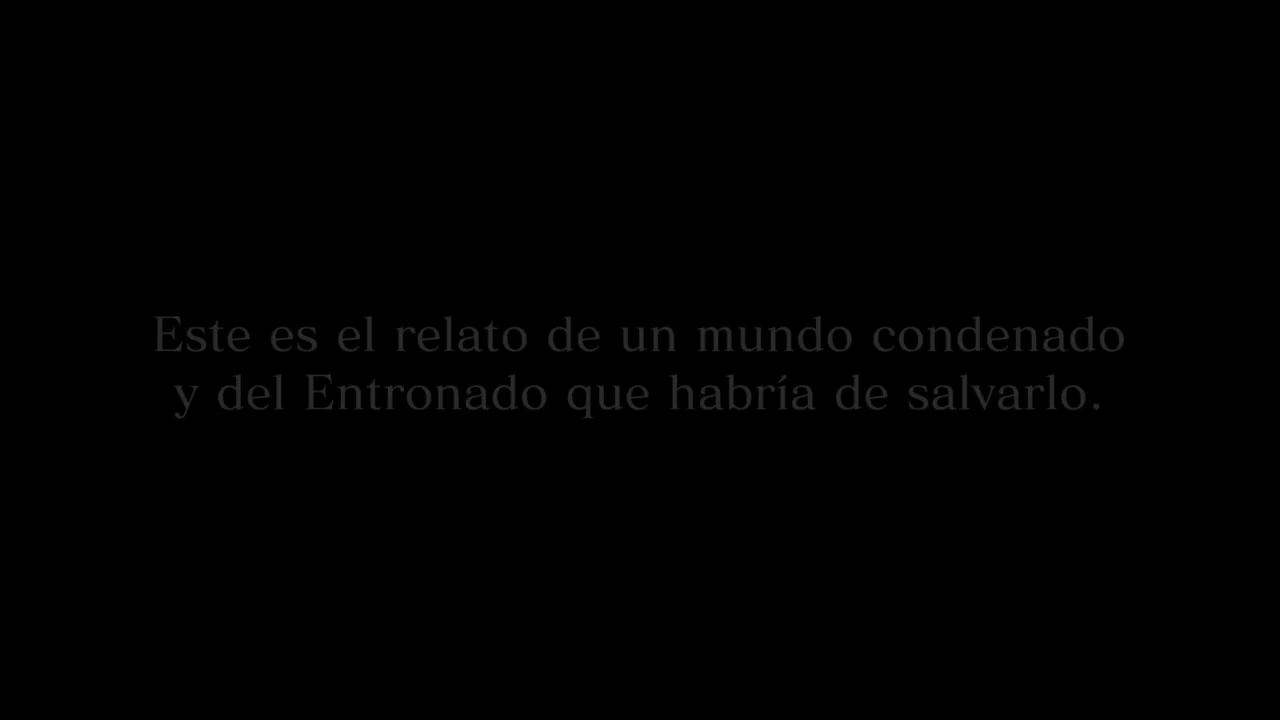 Este es el relato de un mundo condenado
y del Entronado que habría de salvarlo.